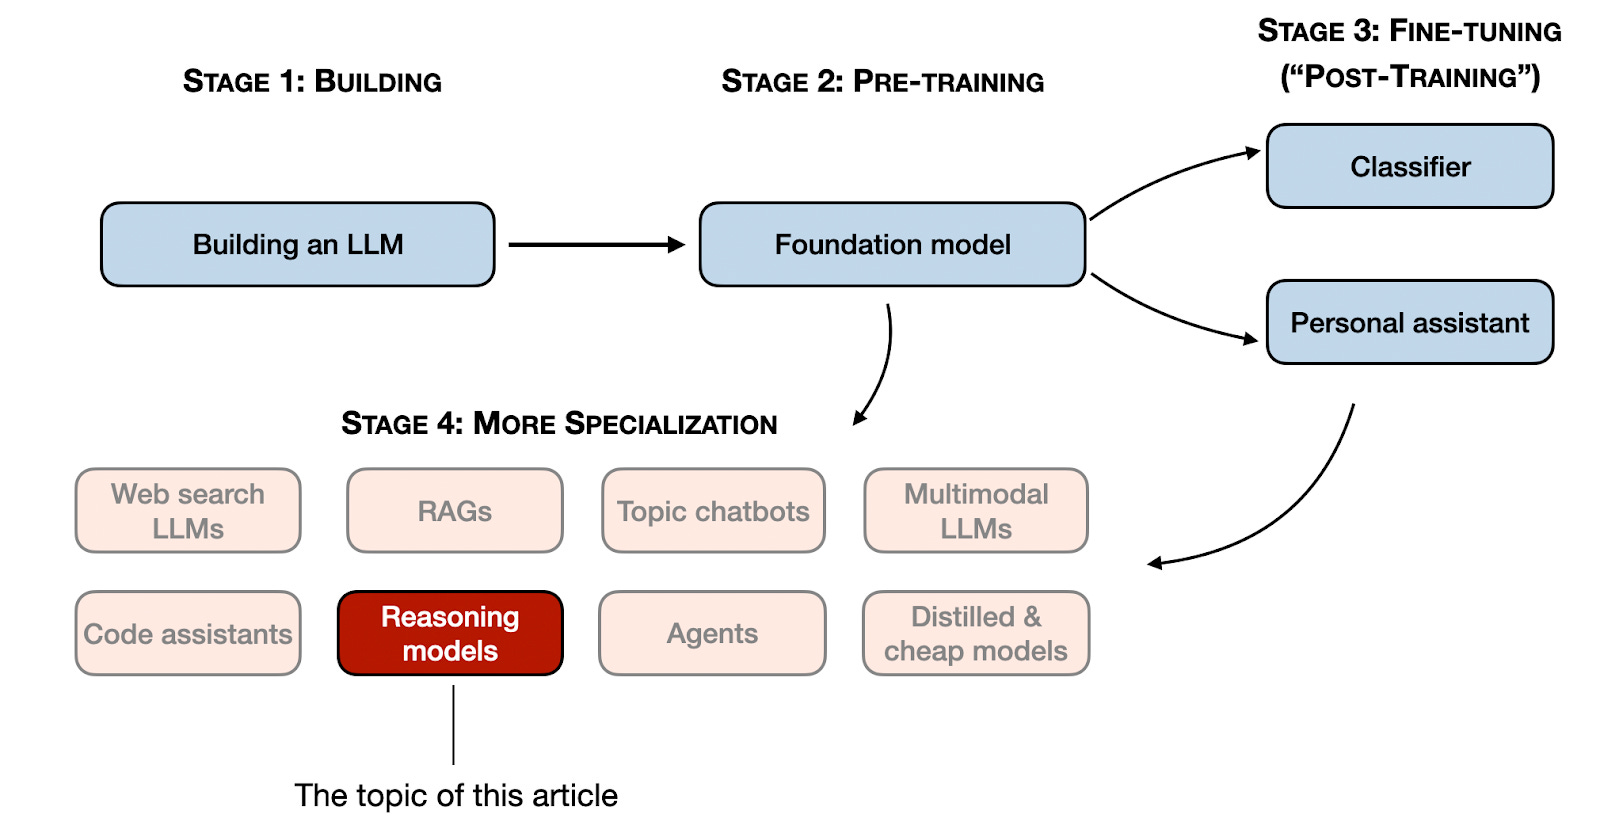 STAGE 1: BUILDING
STAGE 2: PRE-TRAINING
STAGE 3: FINE-TUNING
(“POST-TRAINING”)
Building an LLM
Foundation model
Classifier
Personal assistant
STAGE 4: MORE SPECIALIZATION
Web search
LLMs
RAGs
Topic chatbots
Multimodal
LLMs
Code assistants
Reasoning
models
Agents
Distilled &
cheap models
The topic of this article